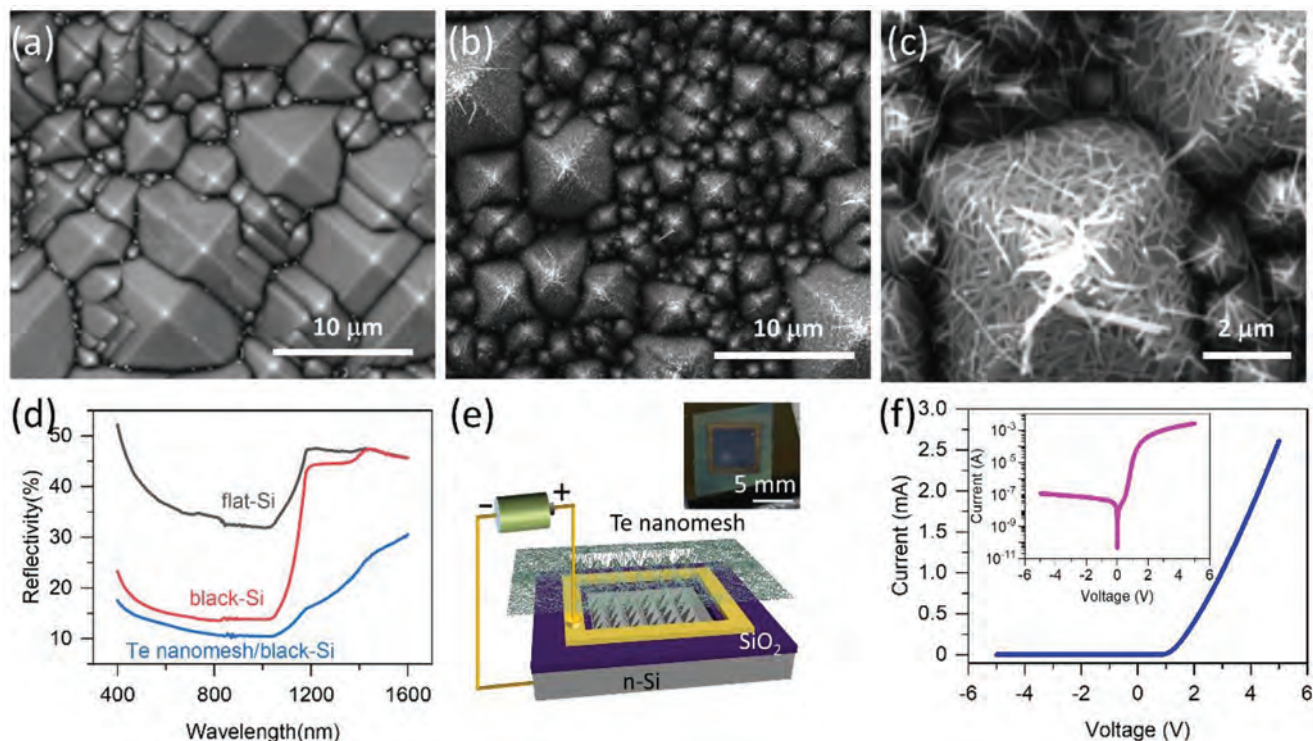 (a)
10 μm
(b)
10 μm
(c)
2 μm
(d)
Reflectivity(%)
50
40
30
20
10
flat-Si
black-Si
Te nanomesh/black-Si
400
800
1200
1600
Wavelength(nm)
(e)
5 mm
− +
Te nanomesh
SiO₂
n-Si
(f)
Current (mA)
3.0
2.5
2.0
1.5
1.0
0.5
0
-6 -4 -2 0 2 4 6
Voltage (V)
Current (A)
10⁻³
10⁻⁵
10⁻⁷
10⁻⁹
10⁻¹¹
-6 -4 -2 0 2 4 6
Voltage (V)